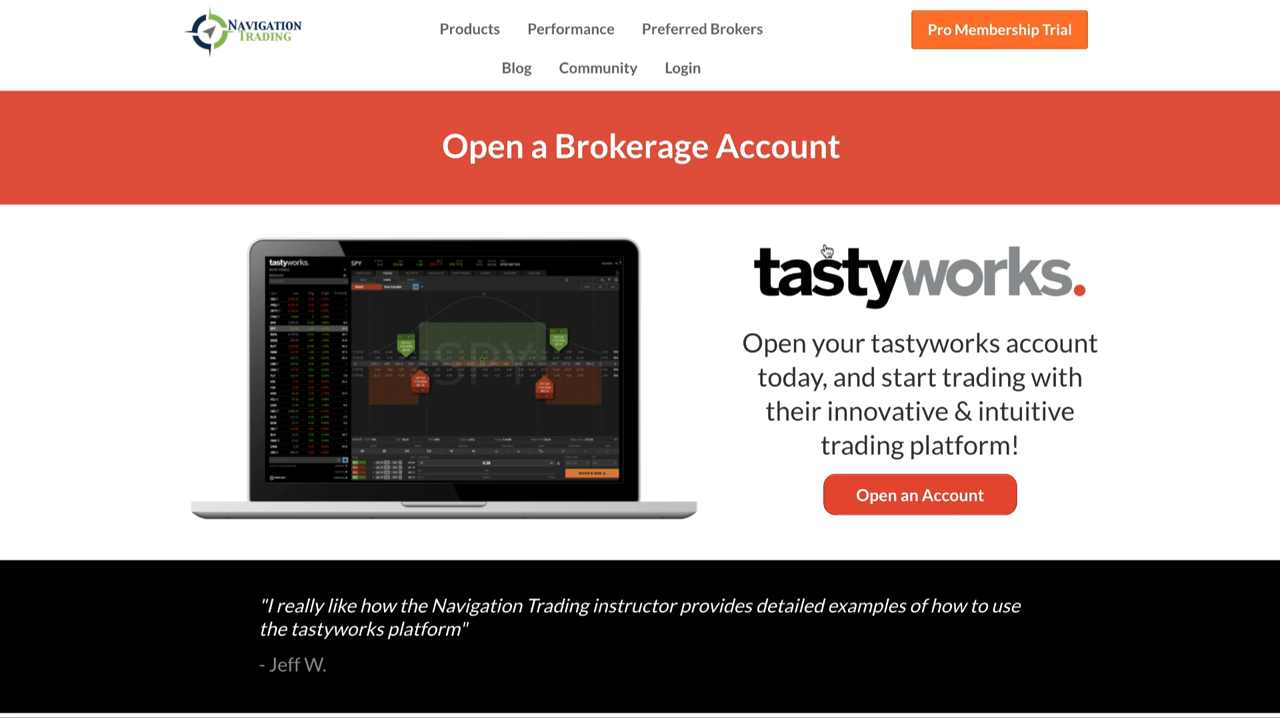 NAVIGATION
TRADING
Products Performance Preferred Brokers
Pro Membership Trial
Blog Community Login
Open a Brokerage Account
tastyworks.
SPY
tastyworks.
Open your tastyworks account
today, and start trading with
their innovative & intuitive
trading platform!
Open an Account
"I really like how the Navigation Trading instructor provides detailed examples of how to use
the tastyworks platform"
- Jeff W.